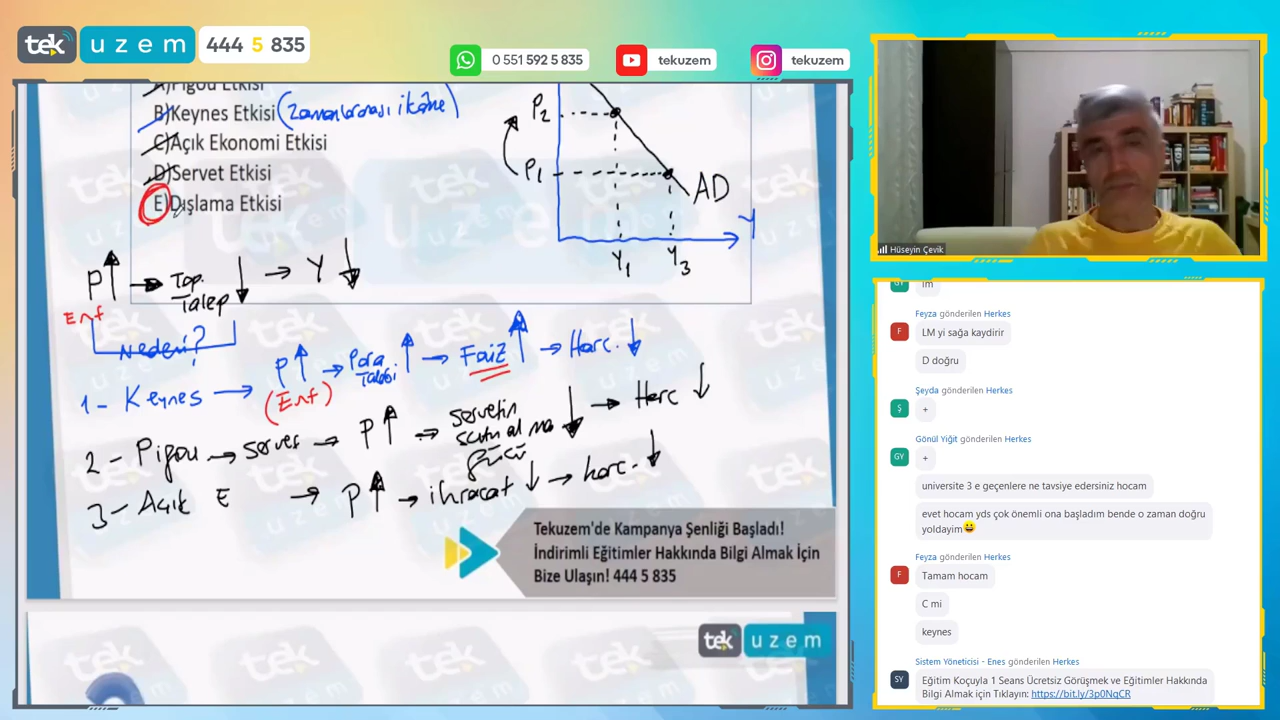 tek uzem 444 5 835
0 551 592 5 835
tekuzem
tekuzem
A)Pigou Etkisi
B)Keynes Etkisi (Zamanlararası ikame)
C)Açık Ekonomi Etkisi
D)Servet Etkisi
E)Dışlama Etkisi
P2
P1
AD
Y
Y1 Y3
P → Top. Talep → Y
Enf
Nedeni?
1- Keynes → P → Para Talebi → Faiz → Harc.
(Enf)
2- Pigou → servet → P → servetin satın alma gücü → Harc
3- Açık E → P → ihracat → harc.
Tekuzem'de Kampanya Şenliği Başladı!
İndirimli Eğitimler Hakkında Bilgi Almak İçin
Bize Ulaşın! 444 5 835
tek uzem
Hüseyin Çevik
GY
Feyza gönderilen Herkes
F LM yi sağa kaydirir
D doğru
Şeyda gönderilen Herkes
Ş +
Gönül Yiğit gönderilen Herkes
GY +
universite 3 e geçenlere ne tavsiye edersiniz hocam
evet hocam yds çok önemli ona başladım bende o zaman doğru
yoldayim😀
Feyza gönderilen Herkes
F Tamam hocam
C mi
keynes
Sistem Yöneticisi - Enes gönderilen Herkes
SY Eğitim Koçuyla 1 Seans Ücretsiz Görüşmek ve Eğitimler Hakkında
Bilgi Almak için Tıklayın: https://bit.ly/3p0NqCR